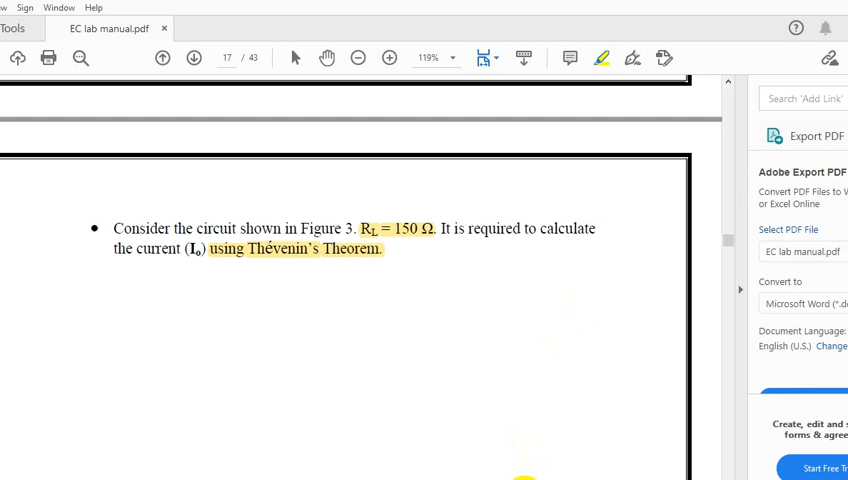 Sign Window Help
Tools EC lab manual.pdf ×
17 / 43 119%
Search 'Add Link'
Export PDF
Adobe Export PDF
Convert PDF Files to W
or Excel Online
Select PDF File
EC lab manual.pdf
Convert to
Microsoft Word (*.do
Document Language:
English (U.S.) Change
Create, edit and s
forms & agree
Start Free Tr
• Consider the circuit shown in Figure 3. R_L = 150 Ω. It is required to calculate
the current (I_o) using Thévenin's Theorem.